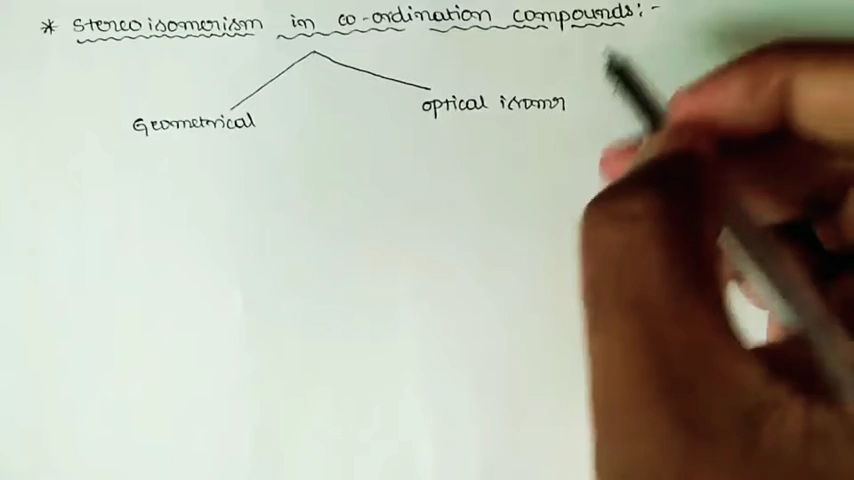 * Stereoisomerism in co-ordination compounds:-
optical isomer
Geometrical